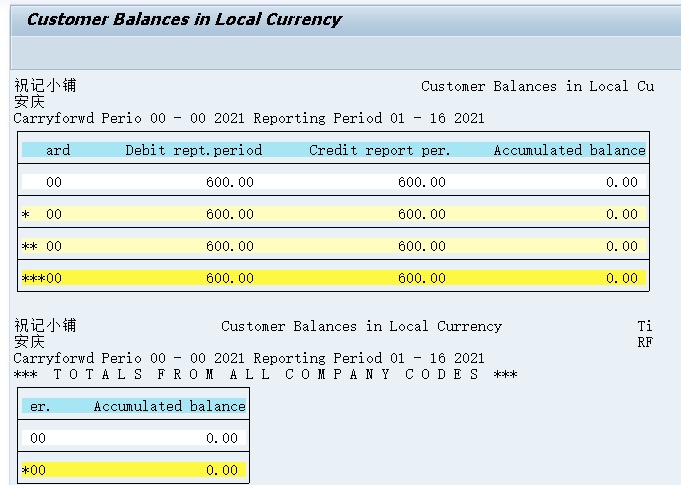 Customer Balances in Local Currency
祝记小铺 Customer Balances in Local Cu
安庆
Carryforwd Perio 00 - 00 2021 Reporting Period 01 - 16 2021
ard Debit rept.period Credit report per. Accumulated balance
00 600.00 600.00 0.00
* 00 600.00 600.00 0.00
** 00 600.00 600.00 0.00
***00 600.00 600.00 0.00
祝记小铺 Customer Balances in Local Currency Ti
安庆 RF
Carryforwd Perio 00 - 00 2021 Reporting Period 01 - 16 2021
*** T O T A L S F R O M A L L C O M P A N Y C O D E S ***
er. Accumulated balance
00 0.00
*00 0.00